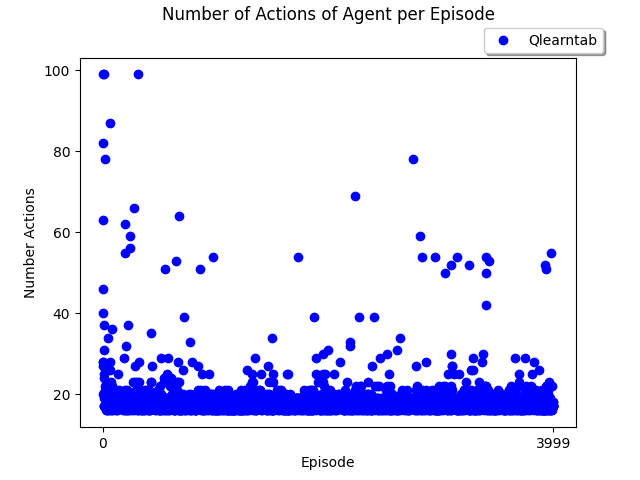 Number of Actions of Agent per Episode
Qlearntab
100
80
60
40
20
Number Actions
0
3999
Episode